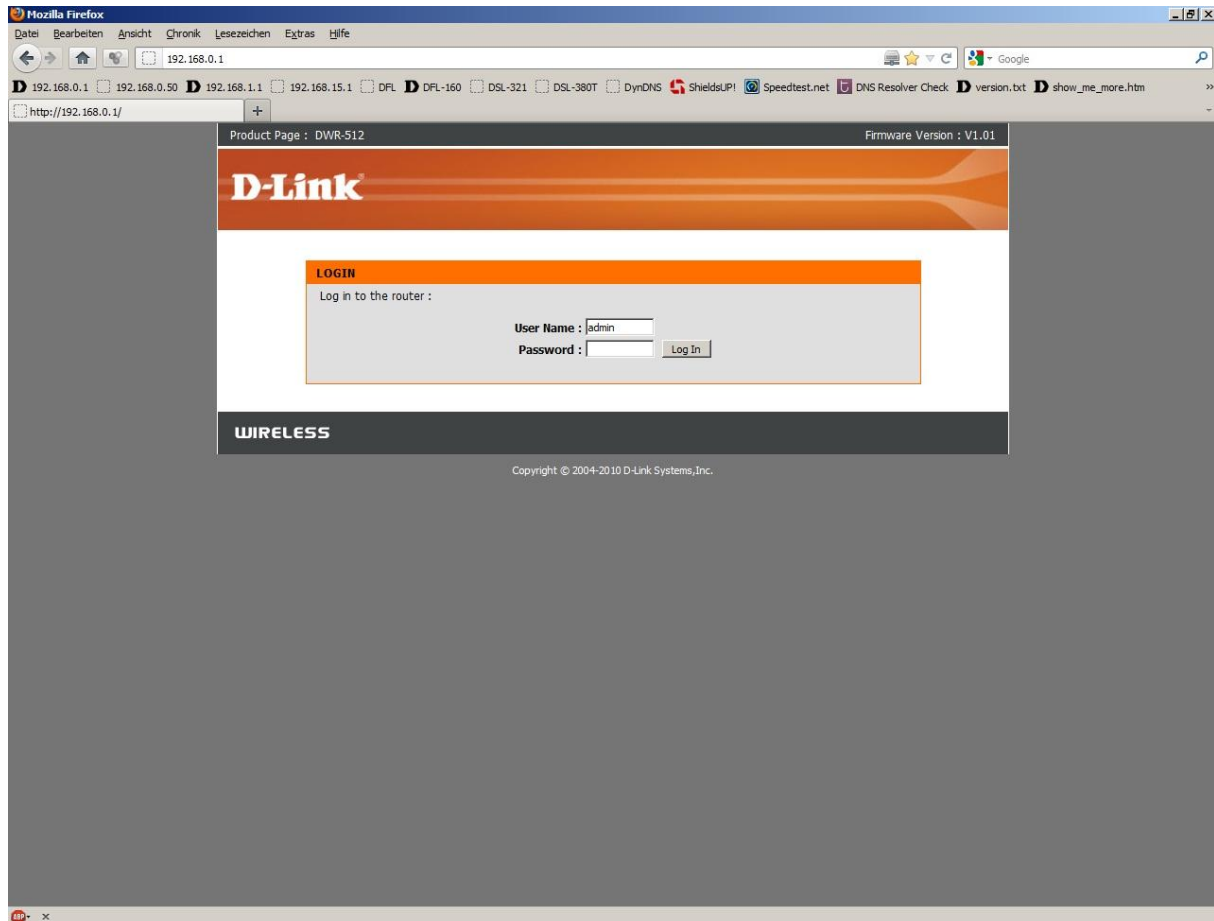 Mozilla Firefox
Datei Bearbeiten Ansicht Chronik Lesezeichen Extras Hilfe
192.168.0.1 Google
192.168.0.1 192.168.0.50 192.168.1.1 192.168.15.1 DFL DFL-160 DSL-321 DSL-380T DynDNS ShieldsUP! Speedtest.net DNS Resolver Check version.txt show_me_more.htm »
http://192.168.0.1/
Product Page : DWR-512 Firmware Version : V1.01
D-Link
LOGIN
Log in to the router :
User Name : admin
Password : Log In
WIRELESS
Copyright © 2004-2010 D-Link Systems,Inc.
ABP